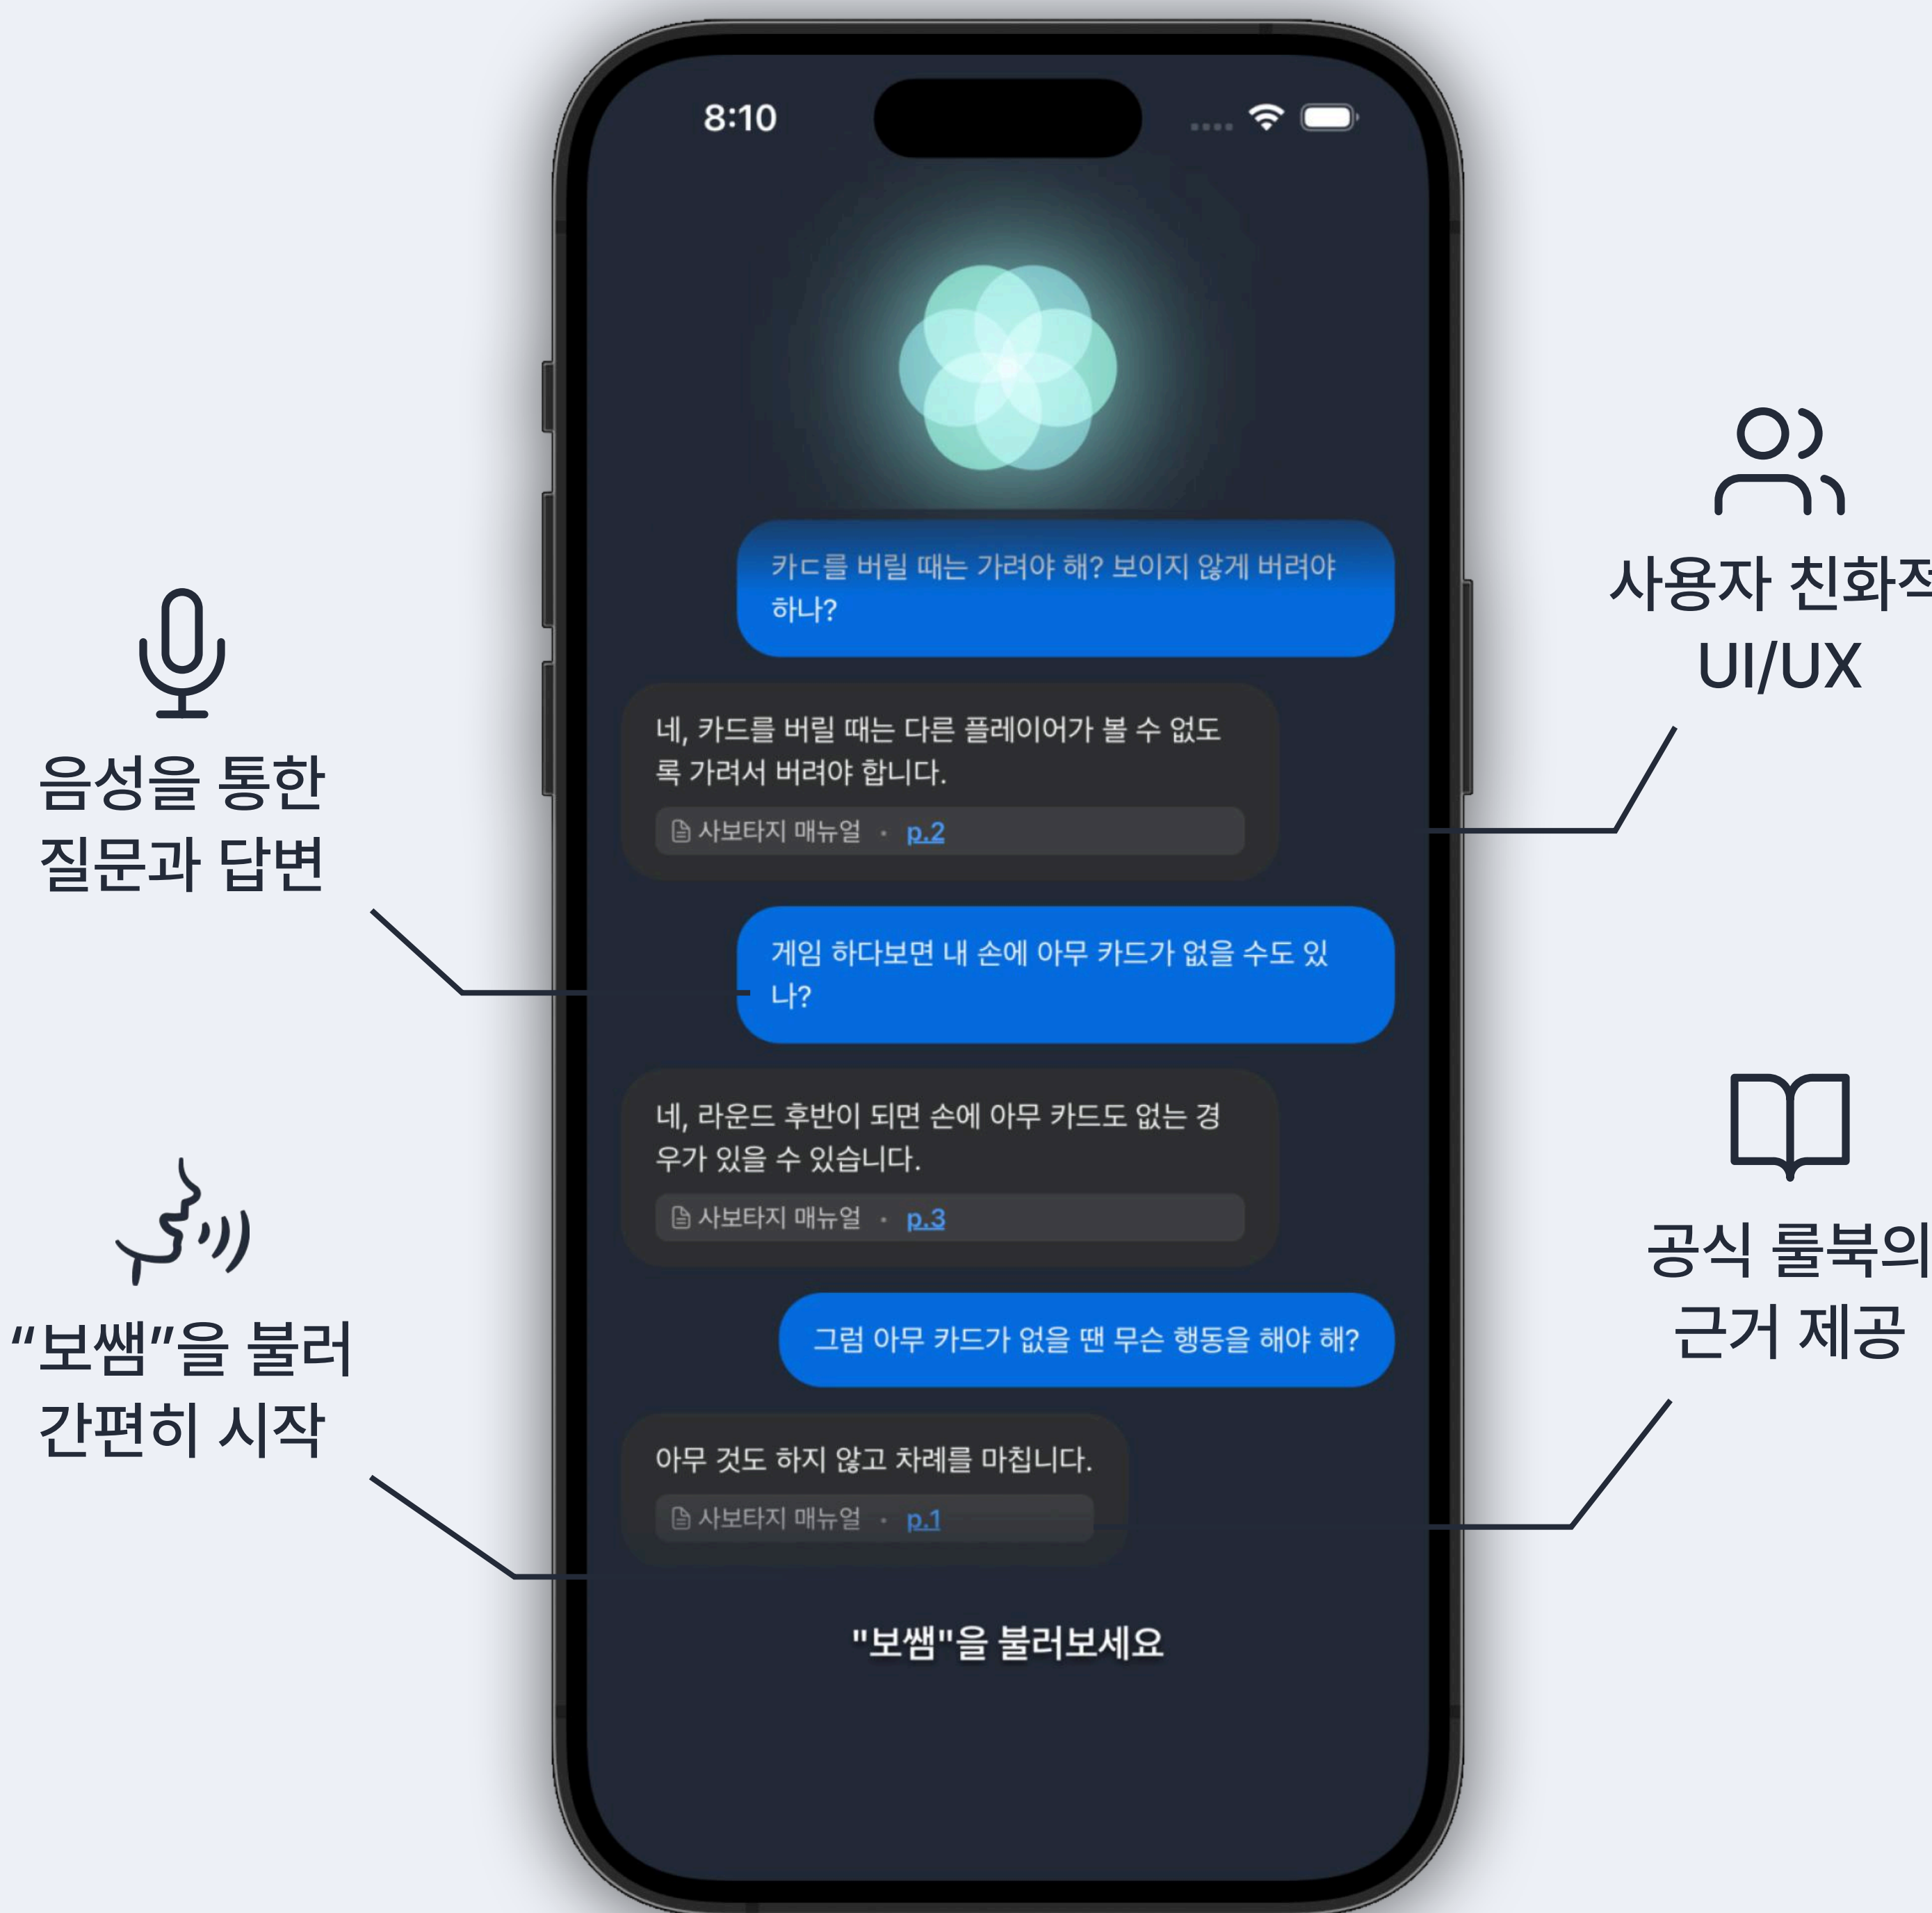 8:10
카ㄷ를 버릴 때는 가려야 해? 보이지 않게 버려야
하나?
네, 카드를 버릴 때는 다른 플레이어가 볼 수 없도
록 가려서 버려야 합니다.
사보타지 매뉴얼 • p.2
게임 하다보면 내 손에 아무 카드가 없을 수도 있
나?
네, 라운드 후반이 되면 손에 아무 카드도 없는 경
우가 있을 수 있습니다.
사보타지 매뉴얼 • p.3
그럼 아무 카드가 없을 땐 무슨 행동을 해야 해?
아무 것도 하지 않고 차례를 마칩니다.
사보타지 매뉴얼 • p.1
"보쌤"을 불러보세요
음성을 통한
질문과 답변
“보쌤”을 불러
간편히 시작
사용자 친화적
UI/UX
공식 룰북의
근거 제공